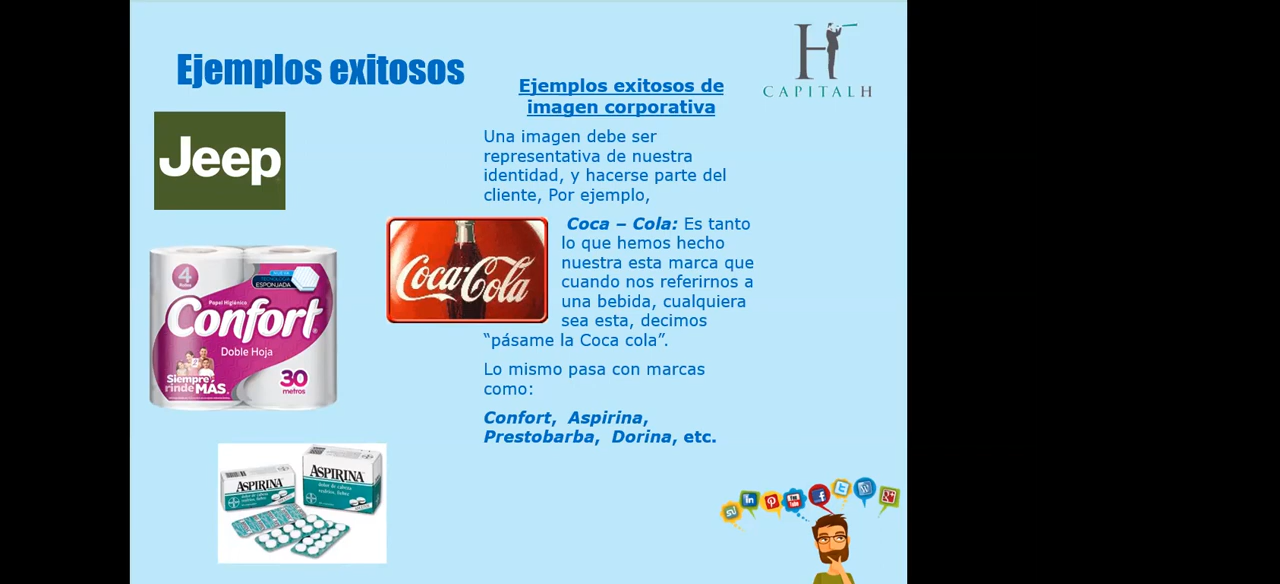 Ejemplos exitosos
CAPITALH
Ejemplos exitosos de
imagen corporativa
Una imagen debe ser
representativa de nuestra
identidad, y hacerse parte del
cliente, Por ejemplo,
Coca – Cola: Es tanto
lo que hemos hecho
nuestra esta marca que
cuando nos referirnos a
una bebida, cualquiera
sea esta, decimos
“pásame la Coca cola”.
Lo mismo pasa con marcas
como:
Confort, Aspirina,
Prestobarba, Dorina, etc.
Jeep
Coca-Cola
4
ESPONJADA
Papel Higiénico
Confort
Doble Hoja
Siempre
rinde MÁS.
30
metros
ASPIRINA
ASPIRINA